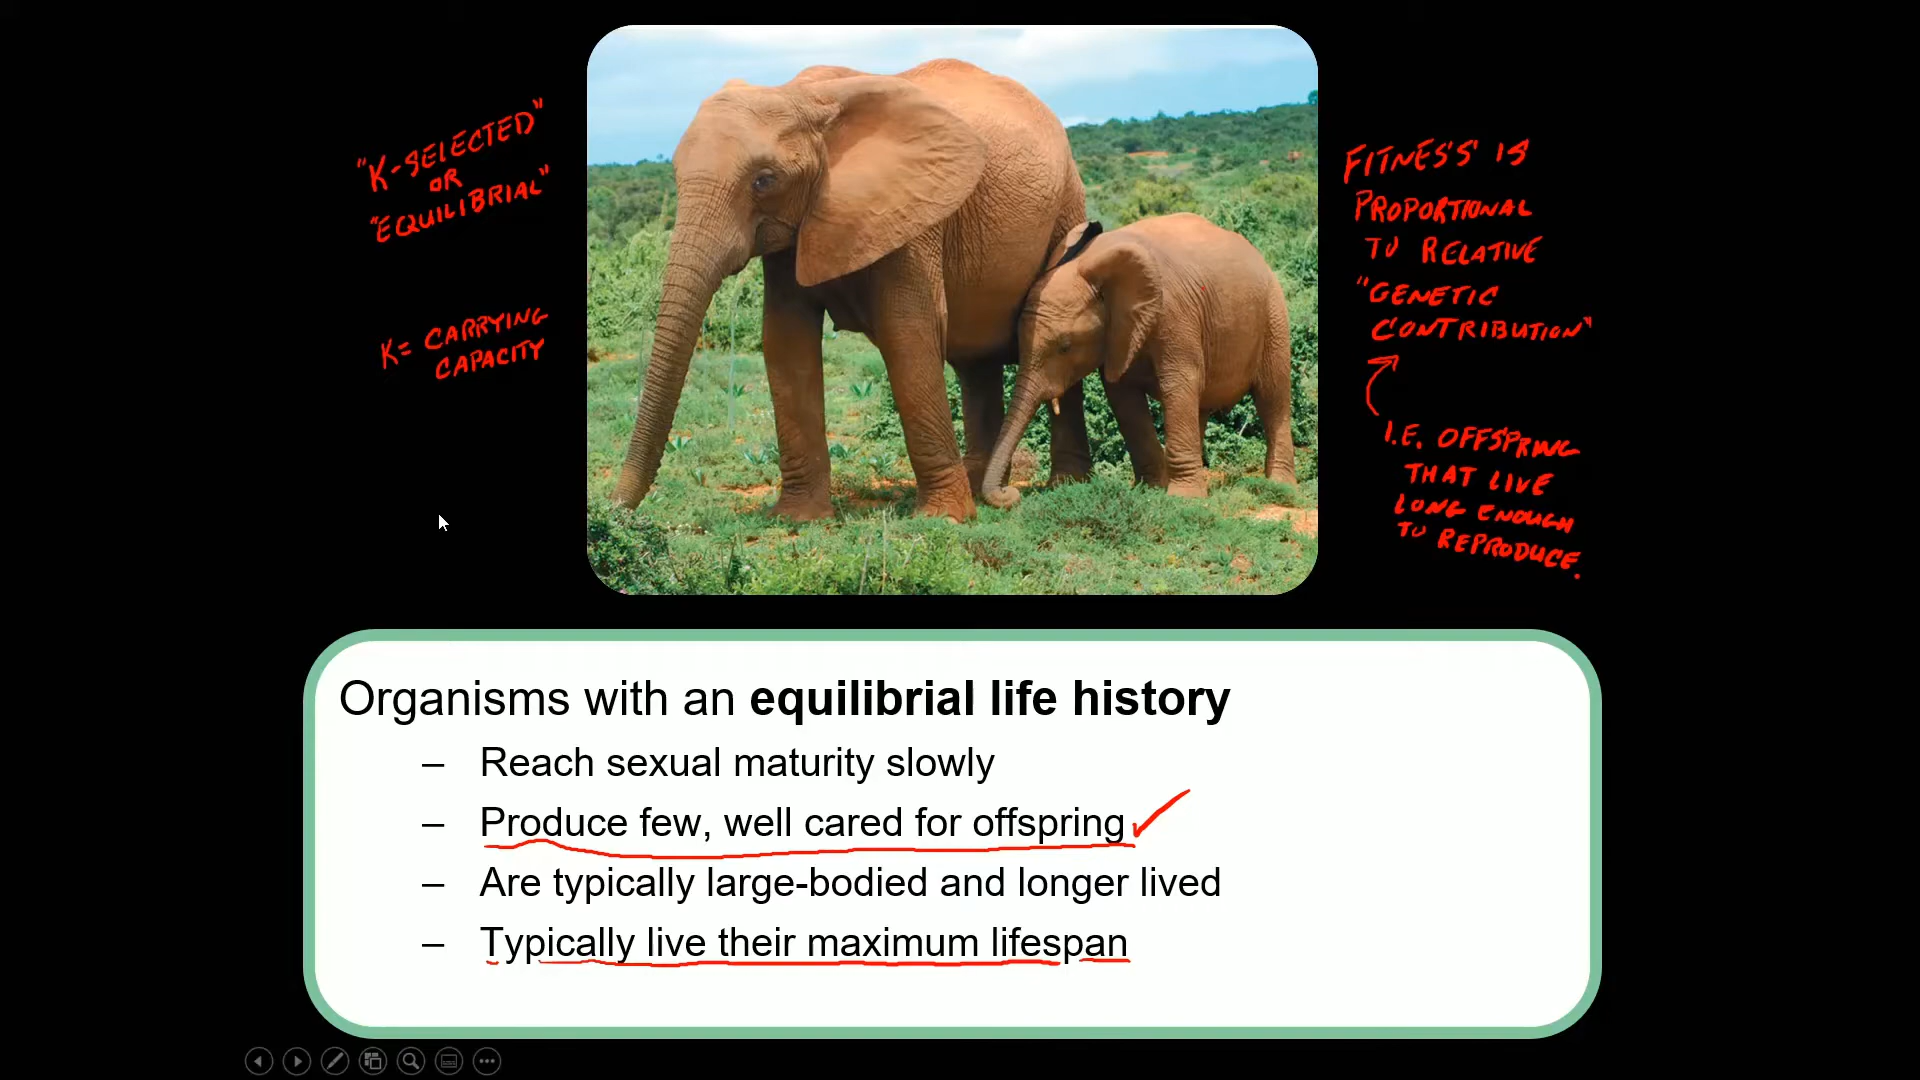 "K-SELECTED"
OR
"EQUILIBRIAL"
K= CARRYING
CAPACITY
FITNESS IS
PROPORTIONAL
TO RELATIVE
"GENETIC
CONTRIBUTION"
I.E. OFFSPRING
THAT LIVE
LONG ENOUGH
TO REPRODUCE.
Organisms with an equilibrial life history
– Reach sexual maturity slowly
– Produce few, well cared for offspring
– Are typically large-bodied and longer lived
– Typically live their maximum lifespan